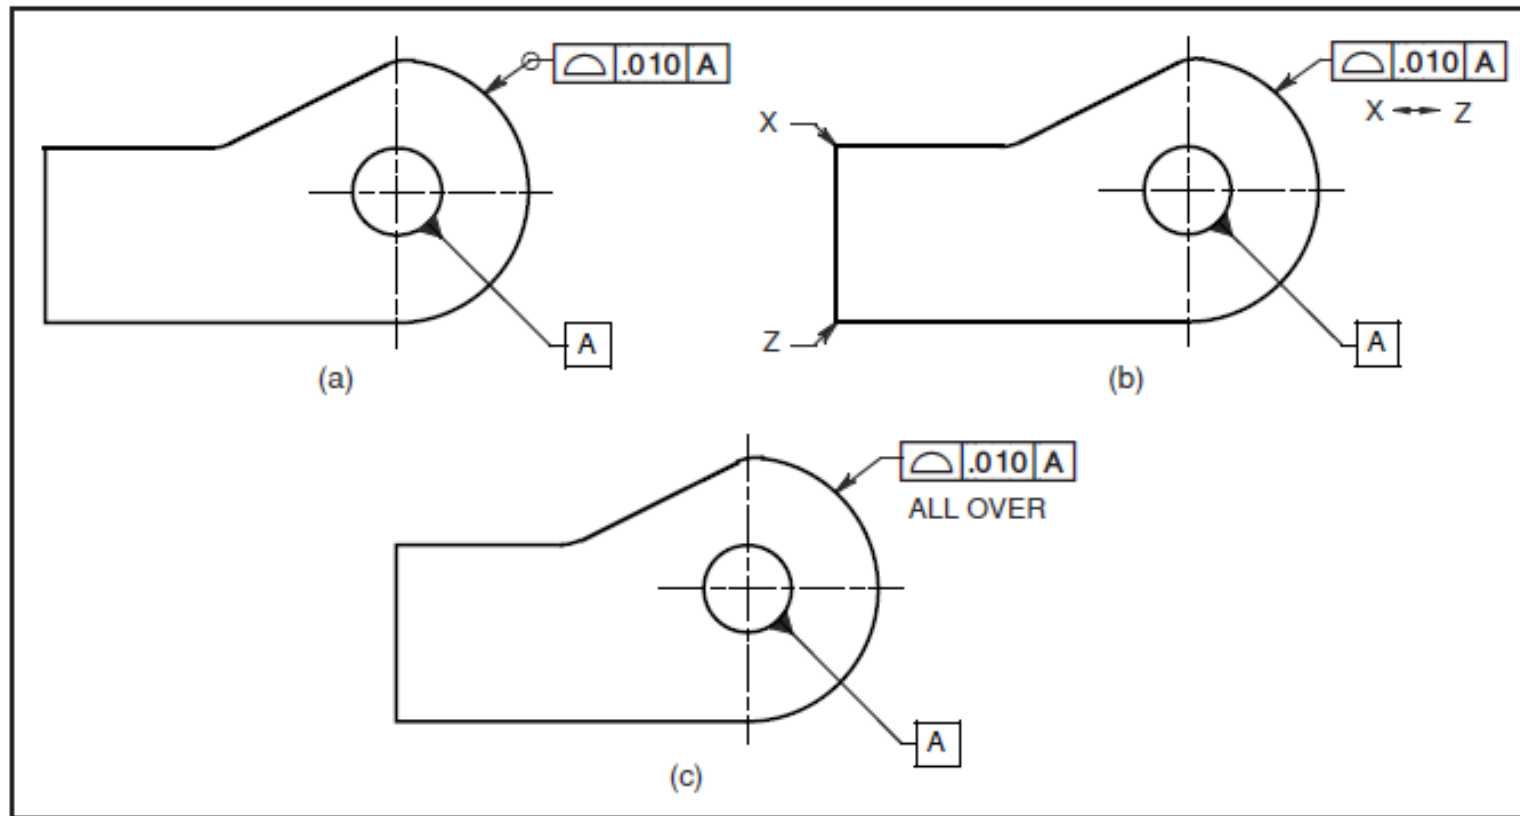 ⌓ .010 A
A
(a)
⌓ .010 A
X ↔ Z
X
Z
A
(b)
⌓ .010 A
ALL OVER
A
(c)